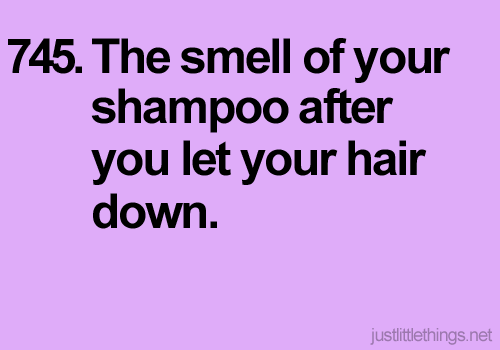 745. The smell of your
shampoo after
you let your hair
down.
justlittlethings.net